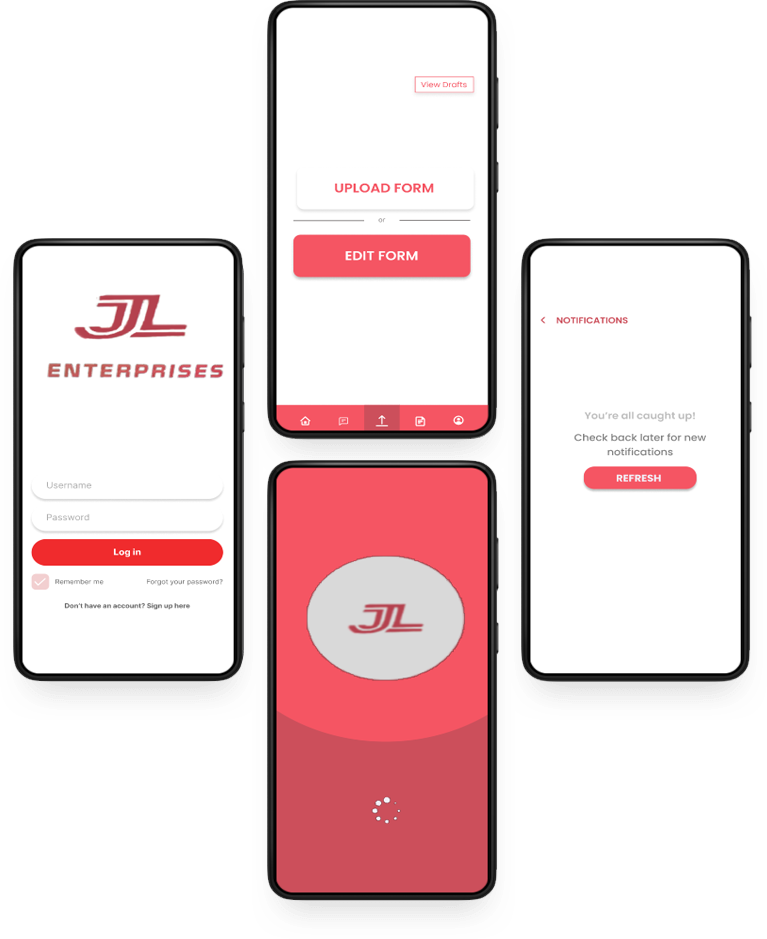 View Drafts
UPLOAD FORM
or
EDIT FORM
JL
ENTERPRISES
Username
Password
Log in
Remember me
Forgot your password?
Don't have an account? Sign up here
NOTIFICATIONS
You're all caught up!
Check back later for new
notifications
REFRESH
JL